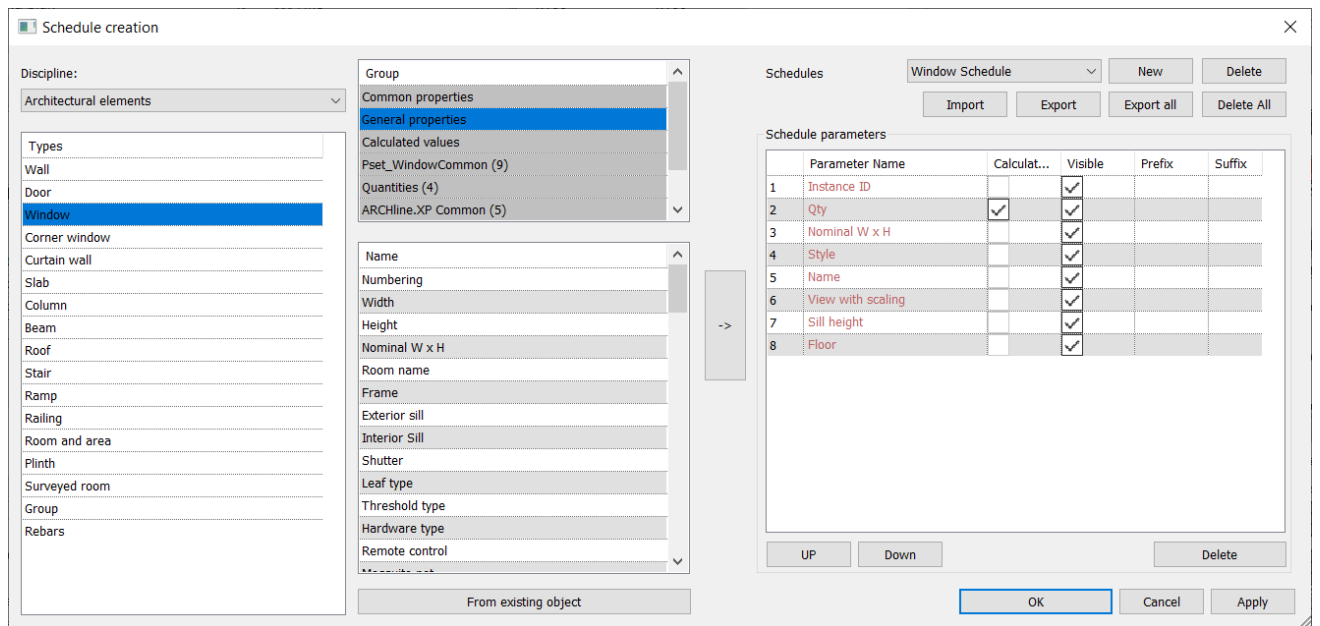 Schedule creation
Discipline:
Architectural elements
Types
Wall
Door
Window
Corner window
Curtain wall
Slab
Column
Beam
Roof
Stair
Ramp
Railing
Room and area
Plinth
Surveyed room
Group
Rebars
Group
Common properties
General properties
Calculated values
Pset_WindowCommon (9)
Quantities (4)
ARCHline.XP Common (5)
Name
Numbering
Width
Height
Nominal W x H
Room name
Frame
Exterior sill
Interior Sill
Shutter
Leaf type
Threshold type
Hardware type
Remote control
From existing object
->
Schedules Window Schedule New Delete
Import Export Export all Delete All
Schedule parameters
Parameter Name Calculat... Visible Prefix Suffix
1 Instance ID
2 Qty
3 Nominal W x H
4 Style
5 Name
6 View with scaling
7 Sill height
8 Floor
UP Down Delete
OK Cancel Apply